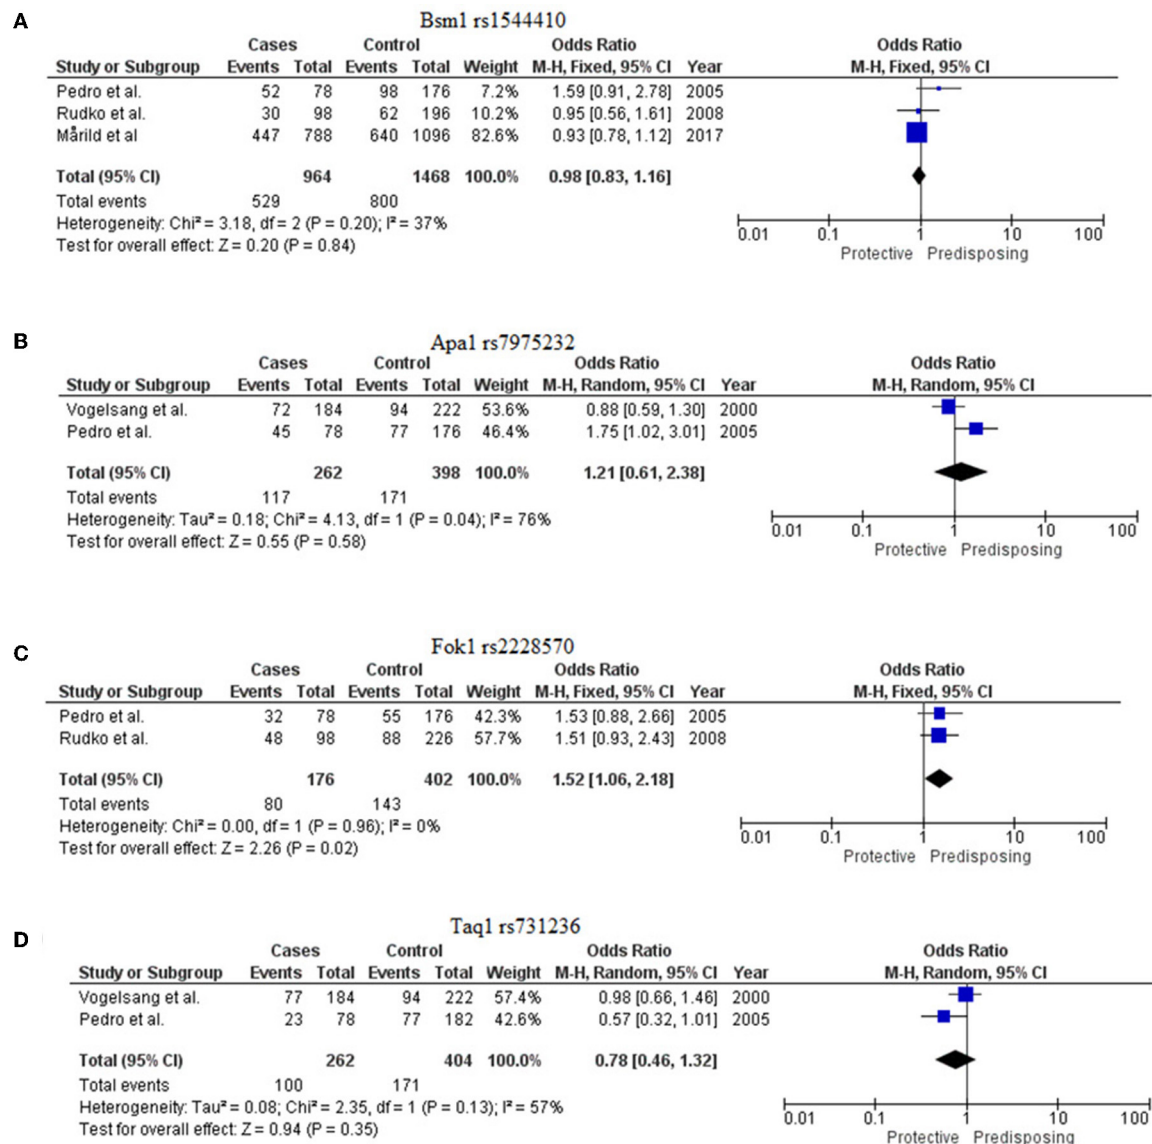 A
Bsm1 rs1544410
Cases Control Odds Ratio Odds Ratio
Study or Subgroup Events Total Events Total Weight M-H, Fixed, 95% CI Year M-H, Fixed, 95% CI
Pedro et al. 52 78 98 176 7.2% 1.59 [0.91, 2.78] 2005
Rudko et al. 30 98 62 196 10.2% 0.95 [0.56, 1.61] 2008
Mårild et al 447 788 640 1096 82.6% 0.93 [0.78, 1.12] 2017
Total (95% CI) 964 1468 100.0% 0.98 [0.83, 1.16]
Total events 529 800
Heterogeneity: Chi² = 3.18, df = 2 (P = 0.20); I² = 37%
Test for overall effect: Z = 0.20 (P = 0.84)
0.01 0.1 1 10 100
Protective Predisposing
B
Apa1 rs7975232
Cases Control Odds Ratio Odds Ratio
Study or Subgroup Events Total Events Total Weight M-H, Random, 95% CI Year M-H, Random, 95% CI
Vogelsang et al. 72 184 94 222 53.6% 0.88 [0.59, 1.30] 2000
Pedro et al. 45 78 77 176 46.4% 1.75 [1.02, 3.01] 2005
Total (95% CI) 262 398 100.0% 1.21 [0.61, 2.38]
Total events 117 171
Heterogeneity: Tau² = 0.18; Chi² = 4.13, df = 1 (P = 0.04); I² = 76%
Test for overall effect: Z = 0.55 (P = 0.58)
0.01 0.1 1 10 100
Protective Predisposing
C
Fok1 rs2228570
Cases Control Odds Ratio Odds Ratio
Study or Subgroup Events Total Events Total Weight M-H, Fixed, 95% CI Year M-H, Fixed, 95% CI
Pedro et al. 32 78 55 176 42.3% 1.53 [0.88, 2.66] 2005
Rudko et al. 48 98 88 226 57.7% 1.51 [0.93, 2.43] 2008
Total (95% CI) 176 402 100.0% 1.52 [1.06, 2.18]
Total events 80 143
Heterogeneity: Chi² = 0.00, df = 1 (P = 0.96); I² = 0%
Test for overall effect: Z = 2.26 (P = 0.02)
0.01 0.1 1 10 100
Protective Predisposing
D
Taq1 rs731236
Cases Control Odds Ratio Odds Ratio
Study or Subgroup Events Total Events Total Weight M-H, Random, 95% CI Year M-H, Random, 95% CI
Vogelsang et al. 77 184 94 222 57.4% 0.98 [0.66, 1.46] 2000
Pedro et al. 23 78 77 182 42.6% 0.57 [0.32, 1.01] 2005
Total (95% CI) 262 404 100.0% 0.78 [0.46, 1.32]
Total events 100 171
Heterogeneity: Tau² = 0.08; Chi² = 2.35, df = 1 (P = 0.13); I² = 57%
Test for overall effect: Z = 0.94 (P = 0.35)
0.01 0.1 1 10 100
Protective Predisposing